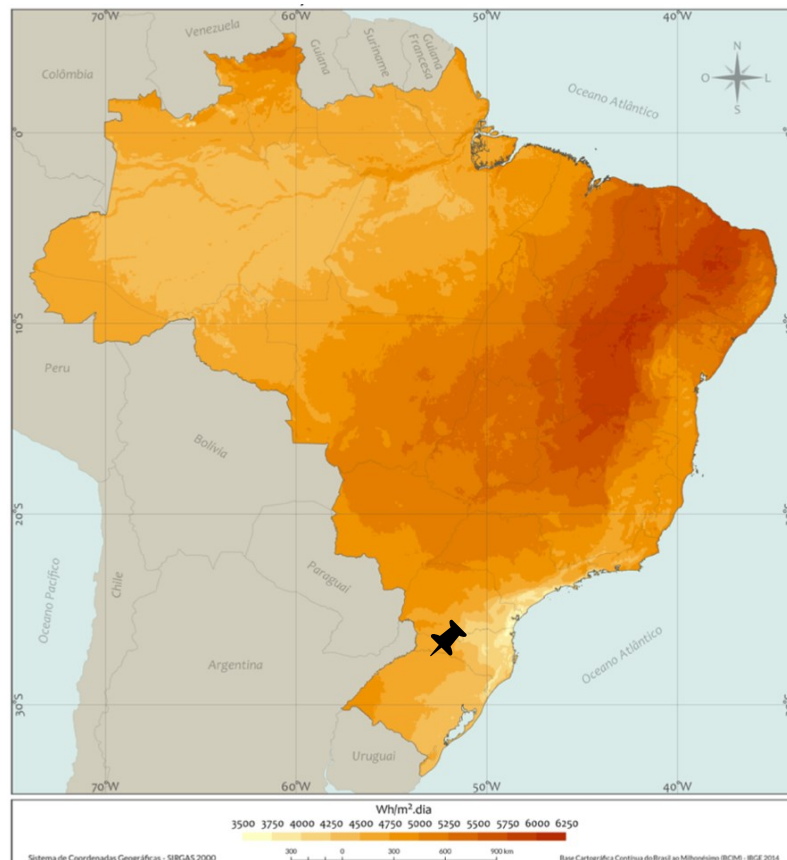 70°W
60°W
50°W
40°W
Venezuela
Guiana
Suriname
Guiana
Francesa
Colômbia
N
O
L
S
Oceano Atlântico
0°
Peru
10°S
10°S
Bolívia
20°S
Oceano Pacífico
Chile
Paraguai
Argentina
Oceano Atlântico
30°S
Uruguai
70°W
60°W
50°W
40°W
Wh/m².dia
3500 3750 4000 4250 4500 4750 5000 5250 5500 5750 6000 6250
300 0 300 600 900 km
Sistema de Coordenadas Geográficas - SIRGAS 2000
Base Cartográfica Contínua do Brasil ao Milionésimo (BCIM) - IBGE 2014